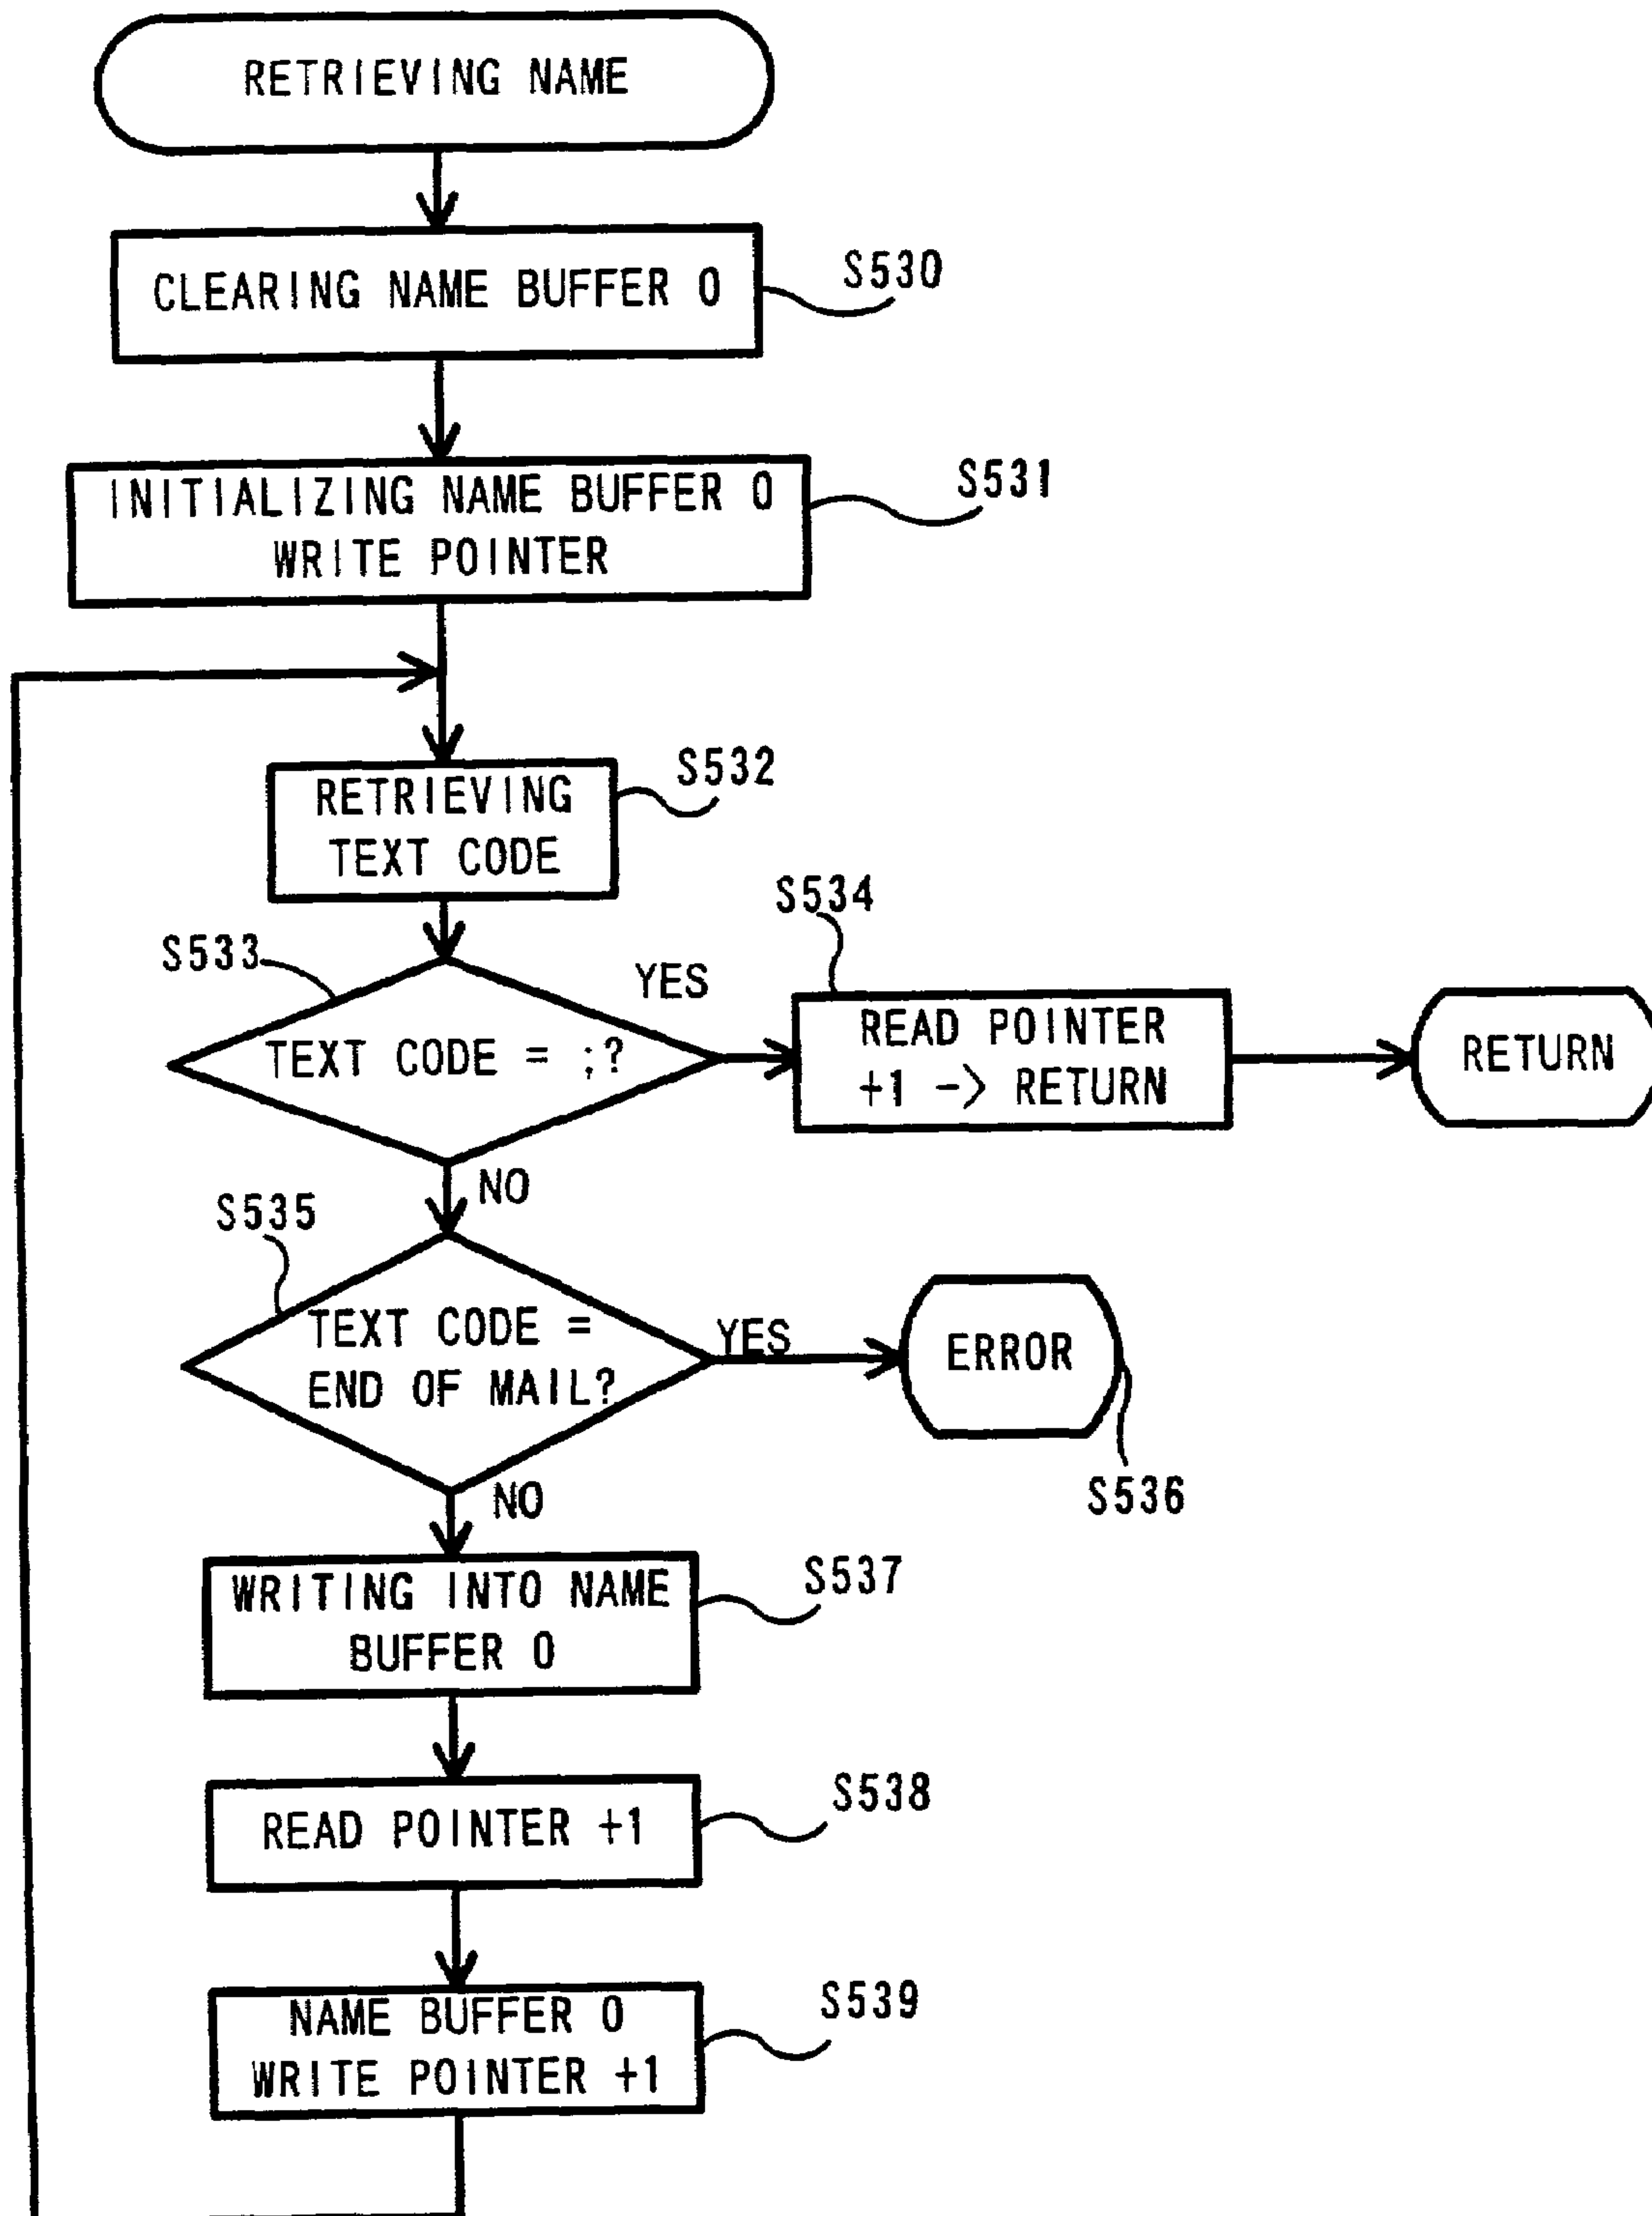 RETRIEVING NAME
CLEARING NAME BUFFER 0
S530
INITIALIZING NAME BUFFER 0
WRITE POINTER
S531
RETRIEVING
TEXT CODE
S532
S533
TEXT CODE = ;?
YES
S534
READ POINTER
+1 -> RETURN
RETURN
NO
S535
TEXT CODE =
END OF MAIL?
YES
ERROR
S536
NO
WRITING INTO NAME
BUFFER 0
S537
READ POINTER +1
S538
NAME BUFFER 0
WRITE POINTER +1
S539